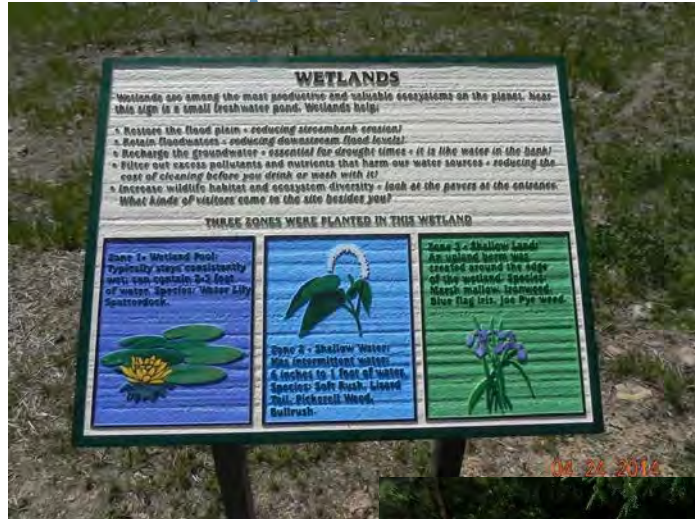 WETLANDS
Wetlands are among the most productive and valuable ecosystems on the planet. Near
this sign is a small freshwater pond. Wetlands help:
• Restore the flood plain - reducing streambank erosion!
• Retain floodwaters - reducing downstream flood levels!
• Recharge the groundwater - essential for drought times - it is like water in the bank!
• Filter out excess pollutants and nutrients that harm our water sources - reducing the
cost of cleaning before you drink or wash with it!
• Increase wildlife habitat and ecosystem diversity - look at the pavers at the entrance.
What kinds of visitors come to the site besides you?
THREE ZONES WERE PLANTED IN THIS WETLAND
Zone 1 - Wetland Pool:
Typically stays consistently
wet; can contain 2-3 feet
of water. Species: Water Lily
Spatterdock.
Zone 2 - Shallow Water:
Has intermittent water;
6 inches to 1 foot of water.
Species: Soft Rush, Lizard
Tail, Pickerell Weed,
Bullrush.
Zone 3 - Shallow Land:
An upland berm was
created around the edge
of the wetland. Species:
Marsh mallow, Ironweed,
Blue flag iris, Joe Pye weed.
04 24 2014